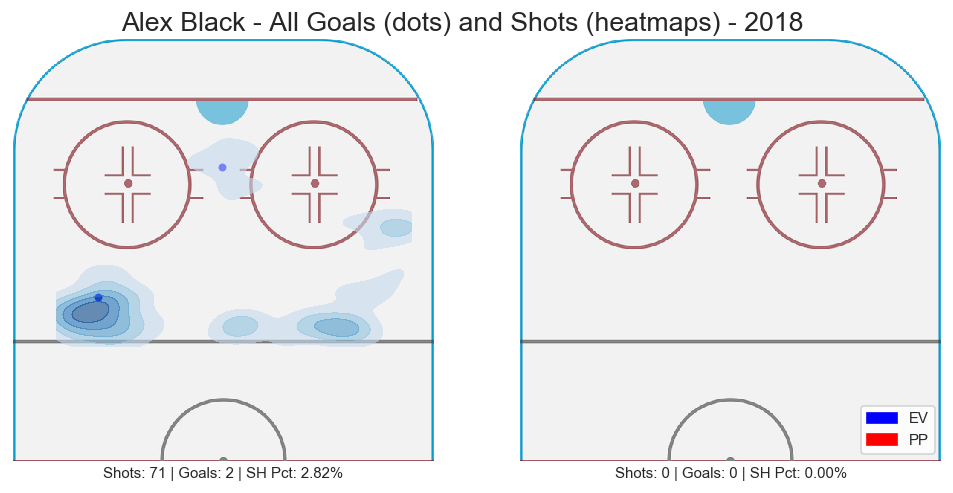 Alex Black - All Goals (dots) and Shots (heatmaps) - 2018
EV
PP
Shots: 71 | Goals: 2 | SH Pct: 2.82%
Shots: 0 | Goals: 0 | SH Pct: 0.00%